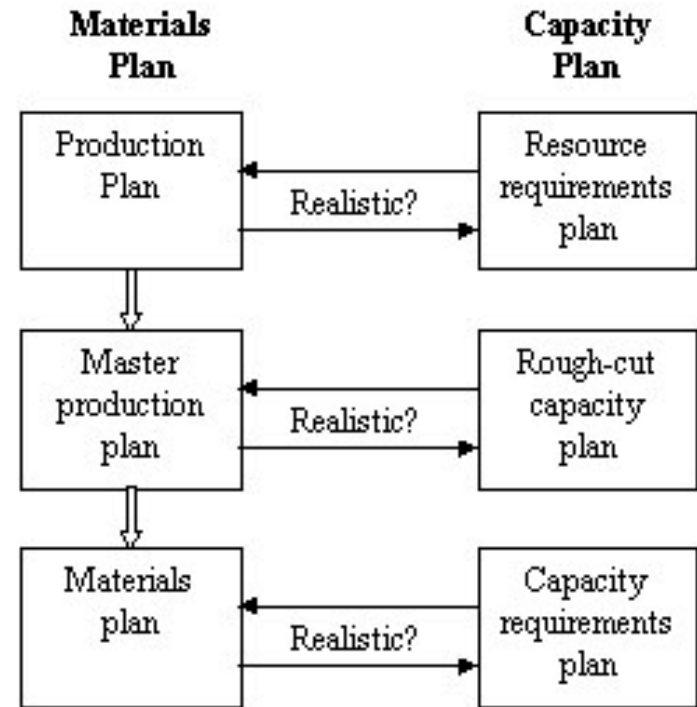 Materials
Plan
Capacity
Plan
Production
Plan
Realistic?
Resource
requirements
plan
Master
production
plan
Realistic?
Rough-cut
capacity
plan
Materials
plan
Realistic?
Capacity
requirements
plan